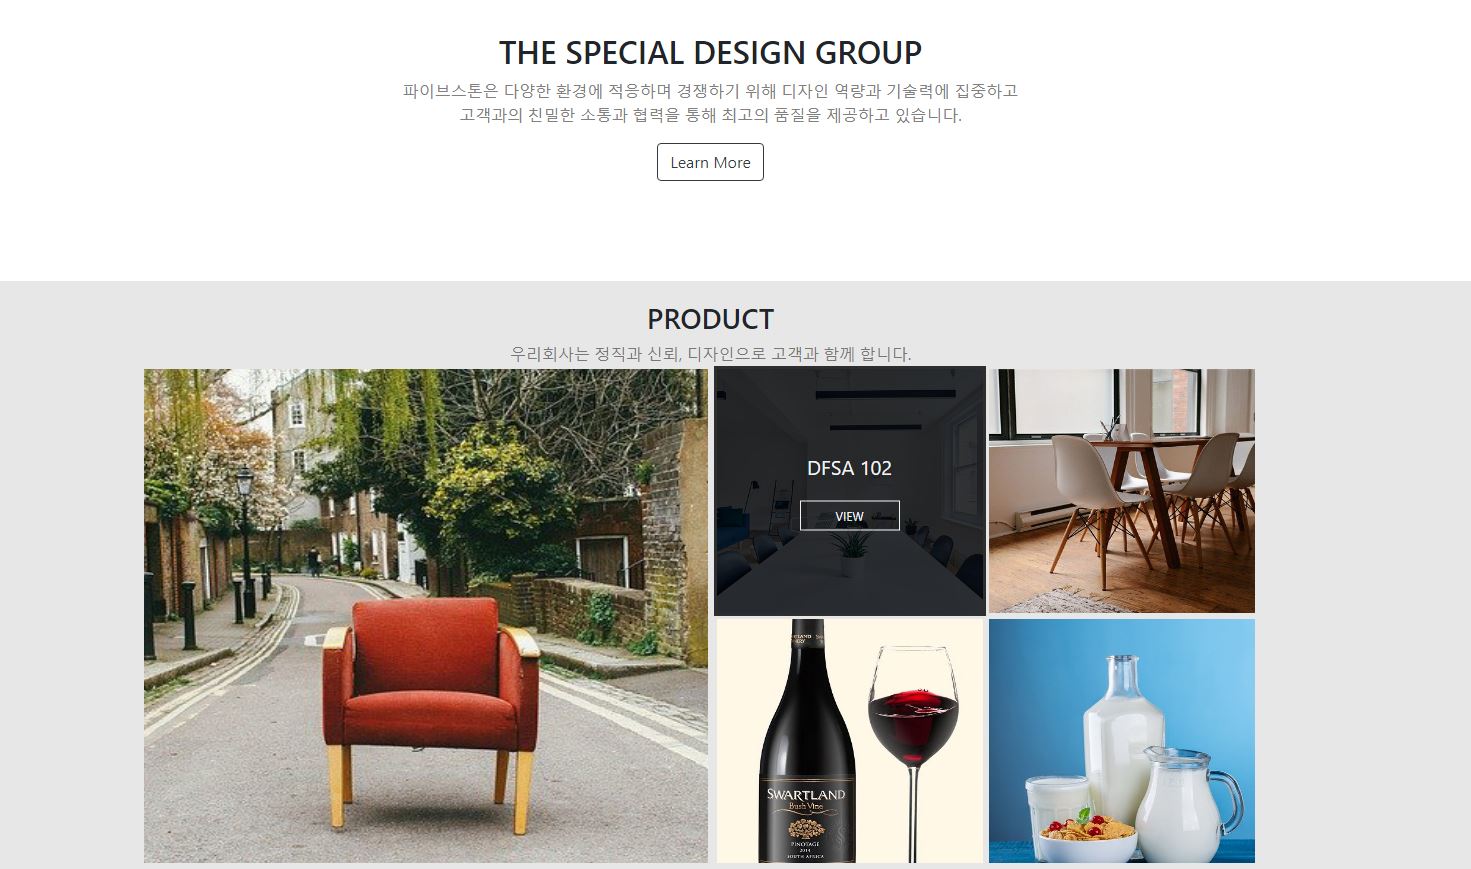 THE SPECIAL DESIGN GROUP
파이브스톤은 다양한 환경에 적응하며 경쟁하기 위해 디자인 역량과 기술력에 집중하고
고객과의 친밀한 소통과 협력을 통해 최고의 품질을 제공하고 있습니다.
Learn More
PRODUCT
우리회사는 정직과 신뢰, 디자인으로 고객과 함께 합니다.
DFSA 102
VIEW
SWARTLAND
Bush Vine
PINOTAGE
2014
SOUTH AFRICA